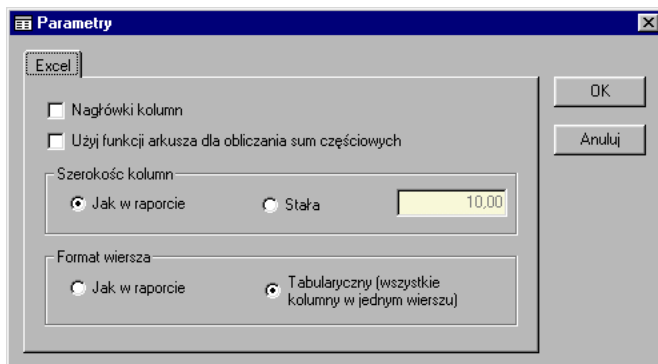 Parametry
Excel
OK
Nagłówki kolumn
Użyj funkcji arkusza dla obliczania sum częściowych
Anuluj
Szerokośc kolumn
Jak w raporcie
Stała
10,00
Format wiersza
Jak w raporcie
Tabularyczny (wszystkie
kolumny w jednym wierszu)